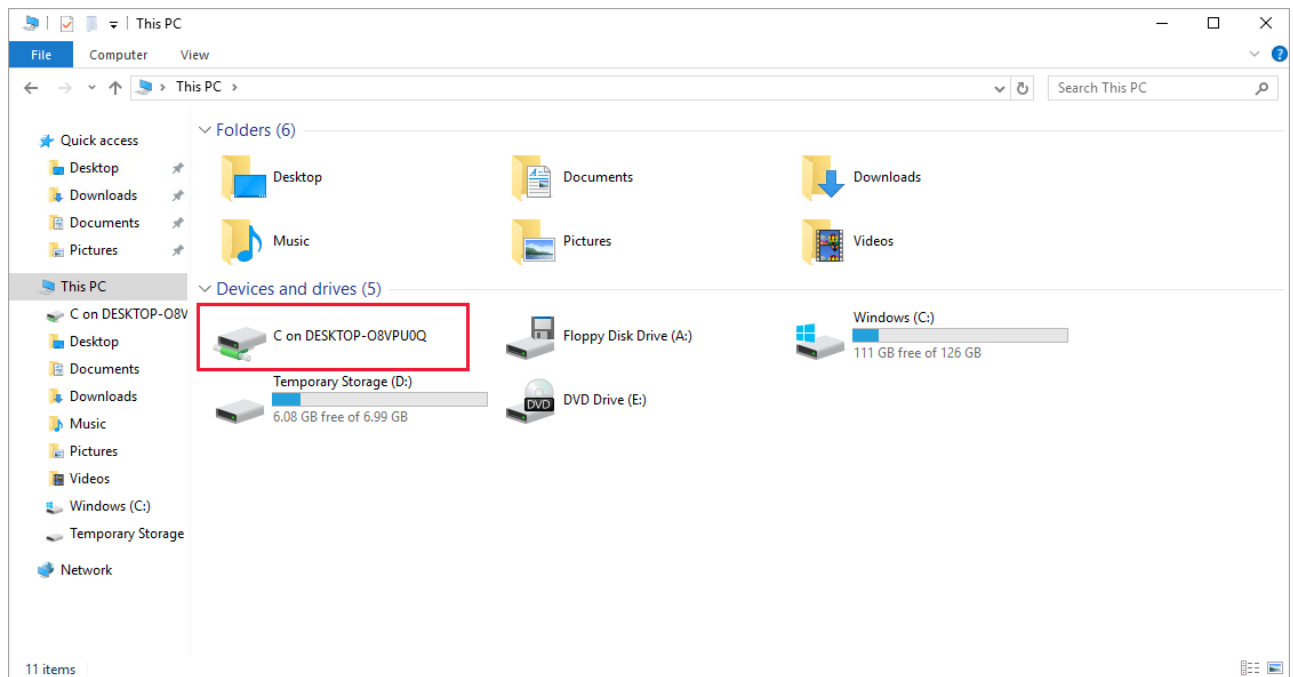 This PC
File Computer View
This PC
Search This PC
Quick access
Desktop
Downloads
Documents
Pictures
This PC
C on DESKTOP-O8V
Desktop
Documents
Downloads
Music
Pictures
Videos
Windows (C:)
Temporary Storage
Network
Folders (6)
Desktop Documents Downloads
Music Pictures Videos
Devices and drives (5)
C on DESKTOP-O8VPU0Q
Floppy Disk Drive (A:)
Windows (C:)
111 GB free of 126 GB
Temporary Storage (D:)
6.08 GB free of 6.99 GB
DVD
DVD Drive (E:)
11 items